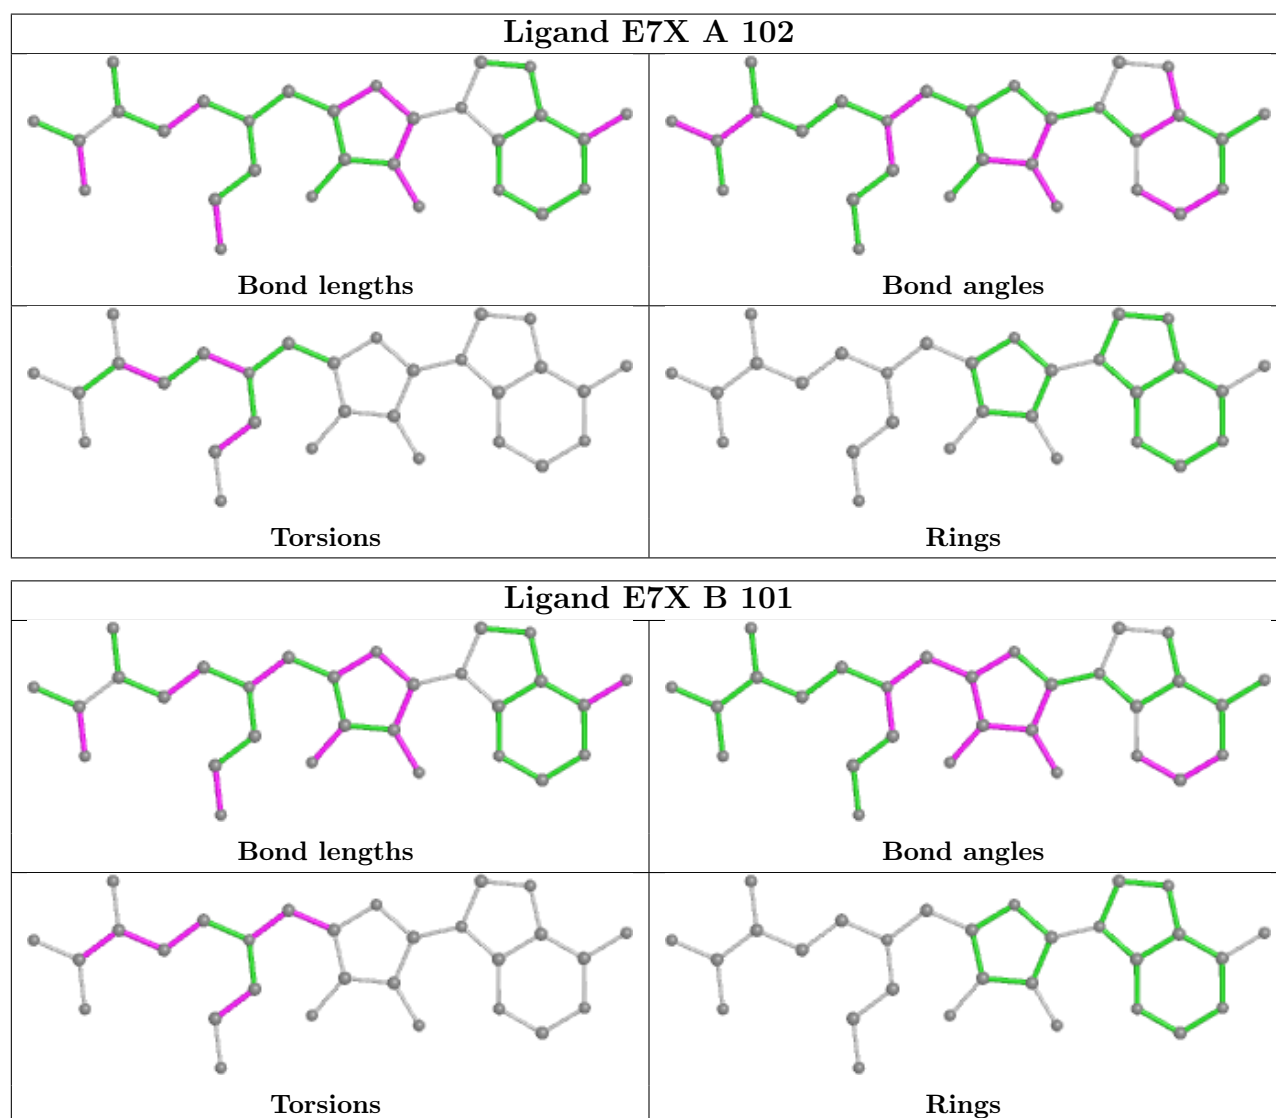 Ligand E7X A 102
Bond lengths
Bond angles
Torsions
Rings
Ligand E7X B 101
Bond lengths
Bond angles
Torsions
Rings